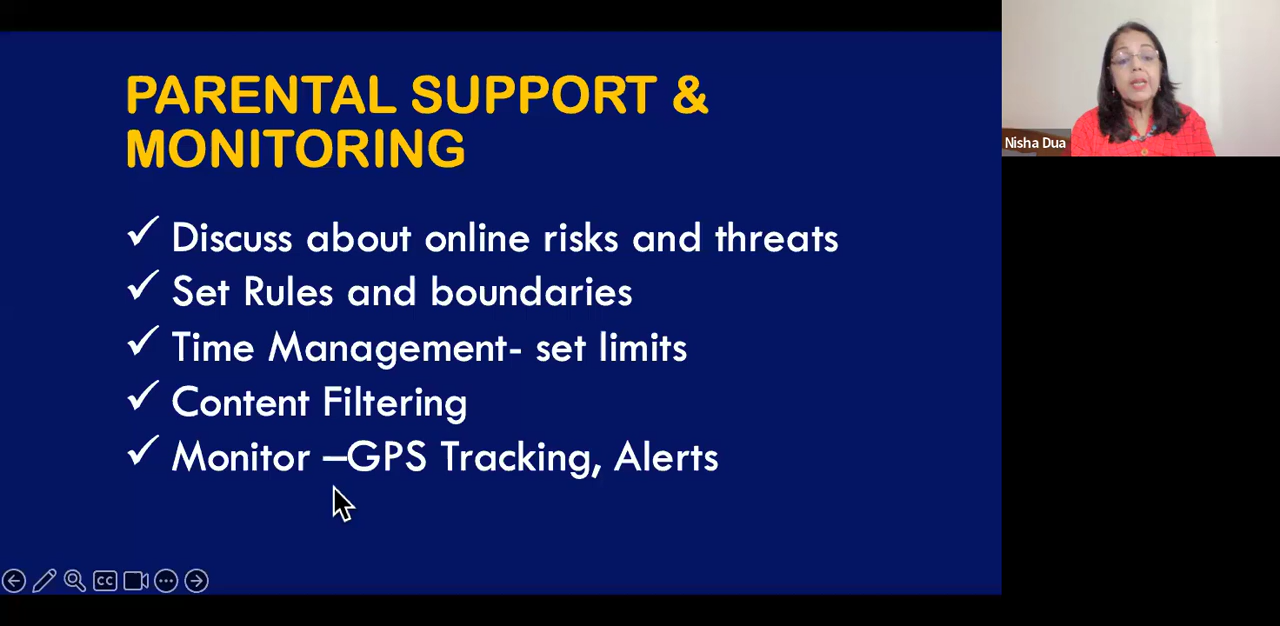 PARENTAL SUPPORT &
MONITORING
Discuss about online risks and threats
Set Rules and boundaries
Time Management- set limits
Content Filtering
Monitor –GPS Tracking, Alerts
Nisha Dua
CC